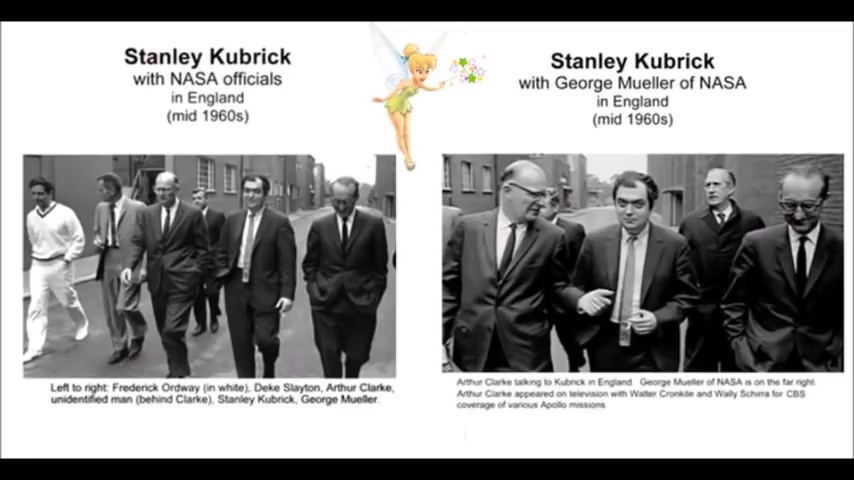 Stanley Kubrick
with NASA officials
in England
(mid 1960s)
Left to right: Frederick Ordway (in white), Deke Slayton, Arthur Clarke,
unidentified man (behind Clarke), Stanley Kubrick, George Mueller.
Stanley Kubrick
with George Mueller of NASA
in England
(mid 1960s)
Arthur Clarke talking to Kubrick in England. George Mueller of NASA is on the far right.
Arthur Clarke appeared on television with Walter Cronkite and Wally Schirra for CBS
coverage of various Apollo missions.